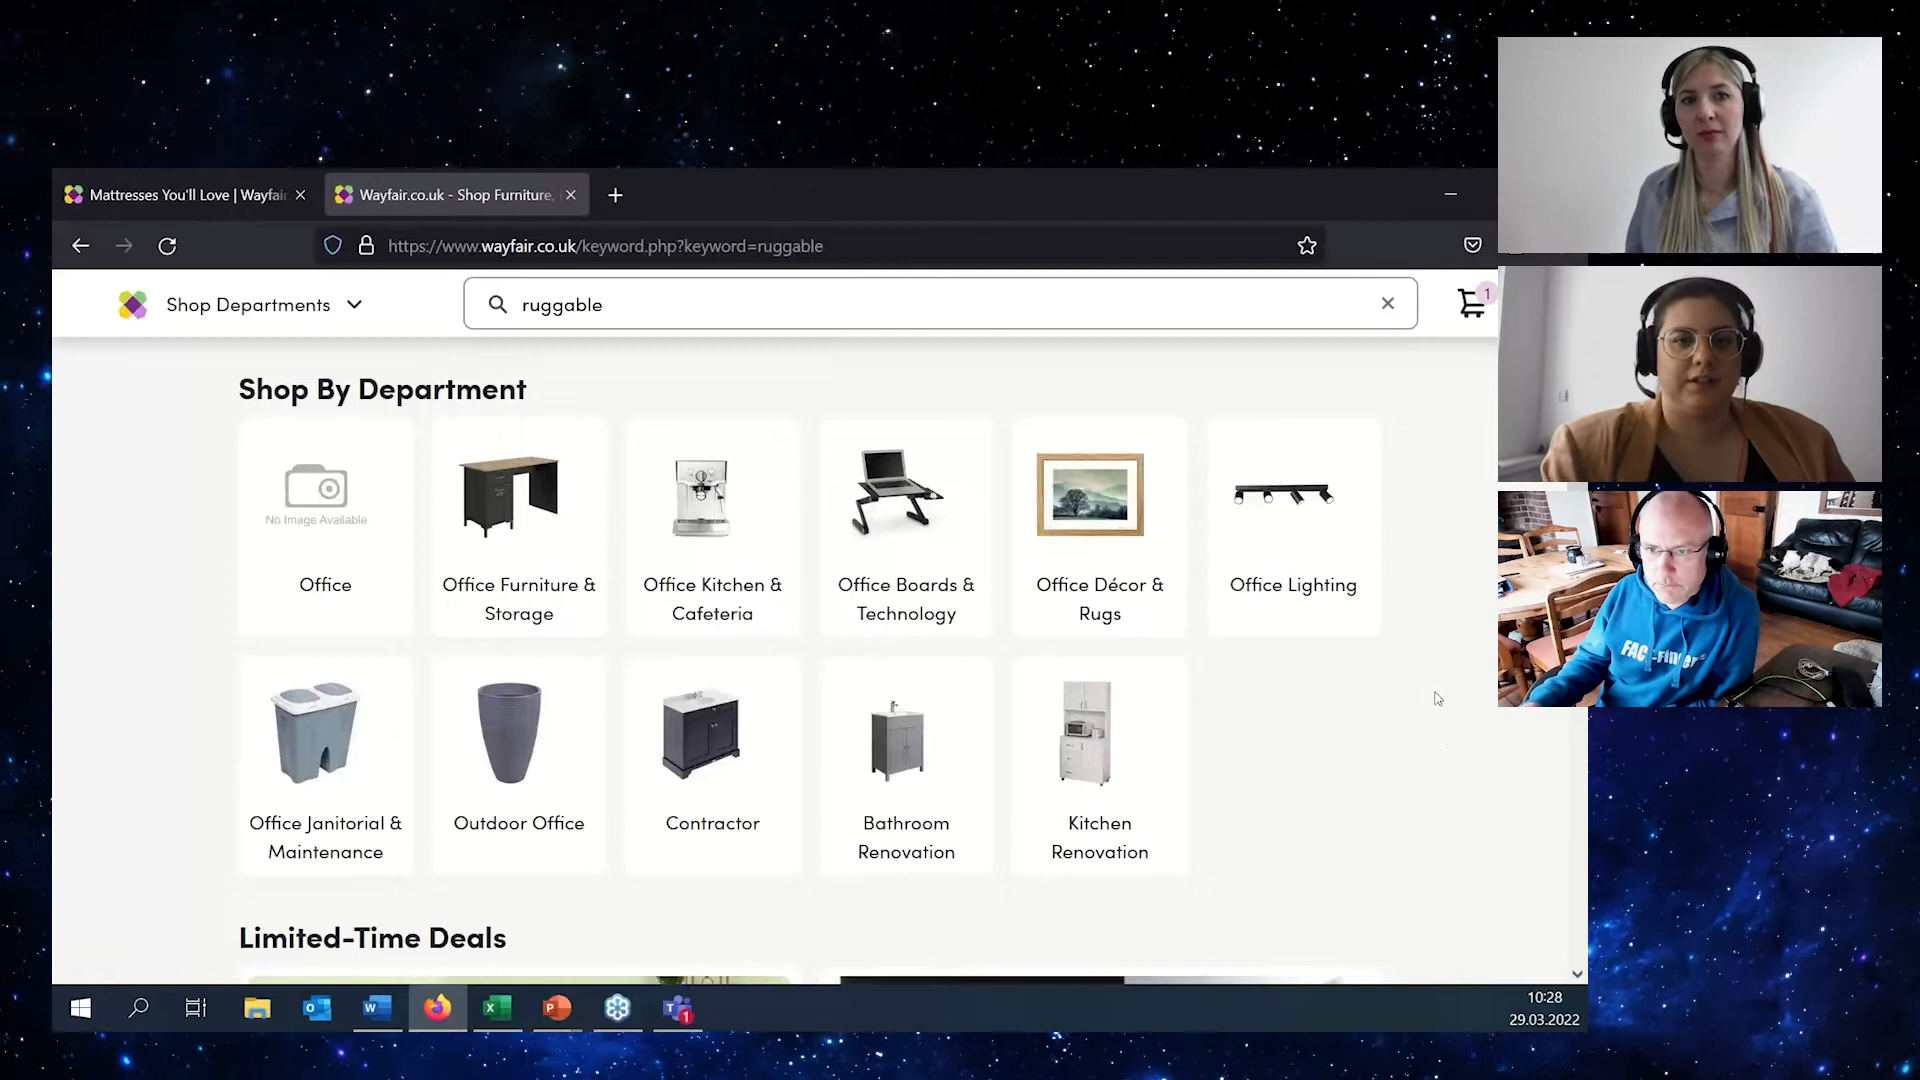 Mattresses You'll Love | Wayfair
Wayfair.co.uk - Shop Furniture,
https://www.wayfair.co.uk/keyword.php?keyword=ruggable
Shop Departments
ruggable
1
Shop By Department
No Image Available
Office
Office Furniture &
Storage
Office Kitchen &
Cafeteria
Office Boards &
Technology
Office Décor &
Rugs
Office Lighting
Office Janitorial &
Maintenance
Outdoor Office
Contractor
Bathroom
Renovation
Kitchen
Renovation
Limited-Time Deals
10:28
29.03.2022